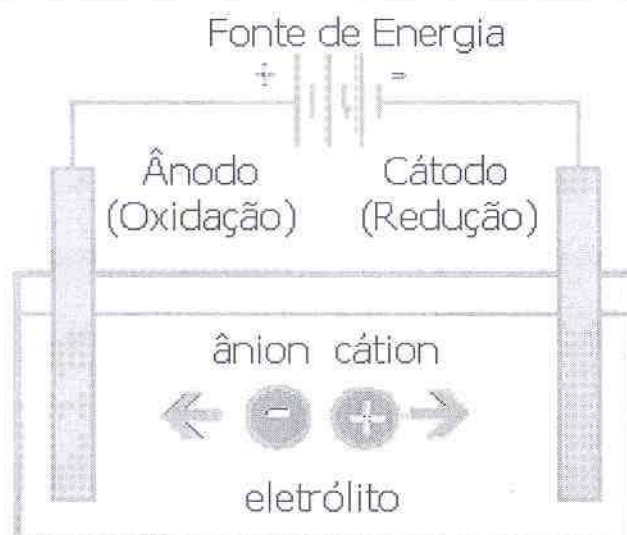 Fonte de Energia
+ -
Ânodo Cátodo
(Oxidação) (Redução)
ânion cátion
- +
eletrólito